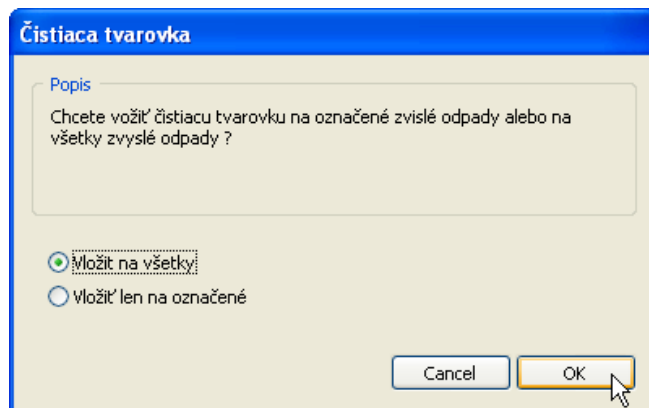 Čistiaca tvarovka
Popis
Chcete vožiť čistiacu tvarovku na označené zvislé odpady alebo na
všetky zvyslé odpady ?
Vložit na všetky
Vložiť len na označené
Cancel
OK